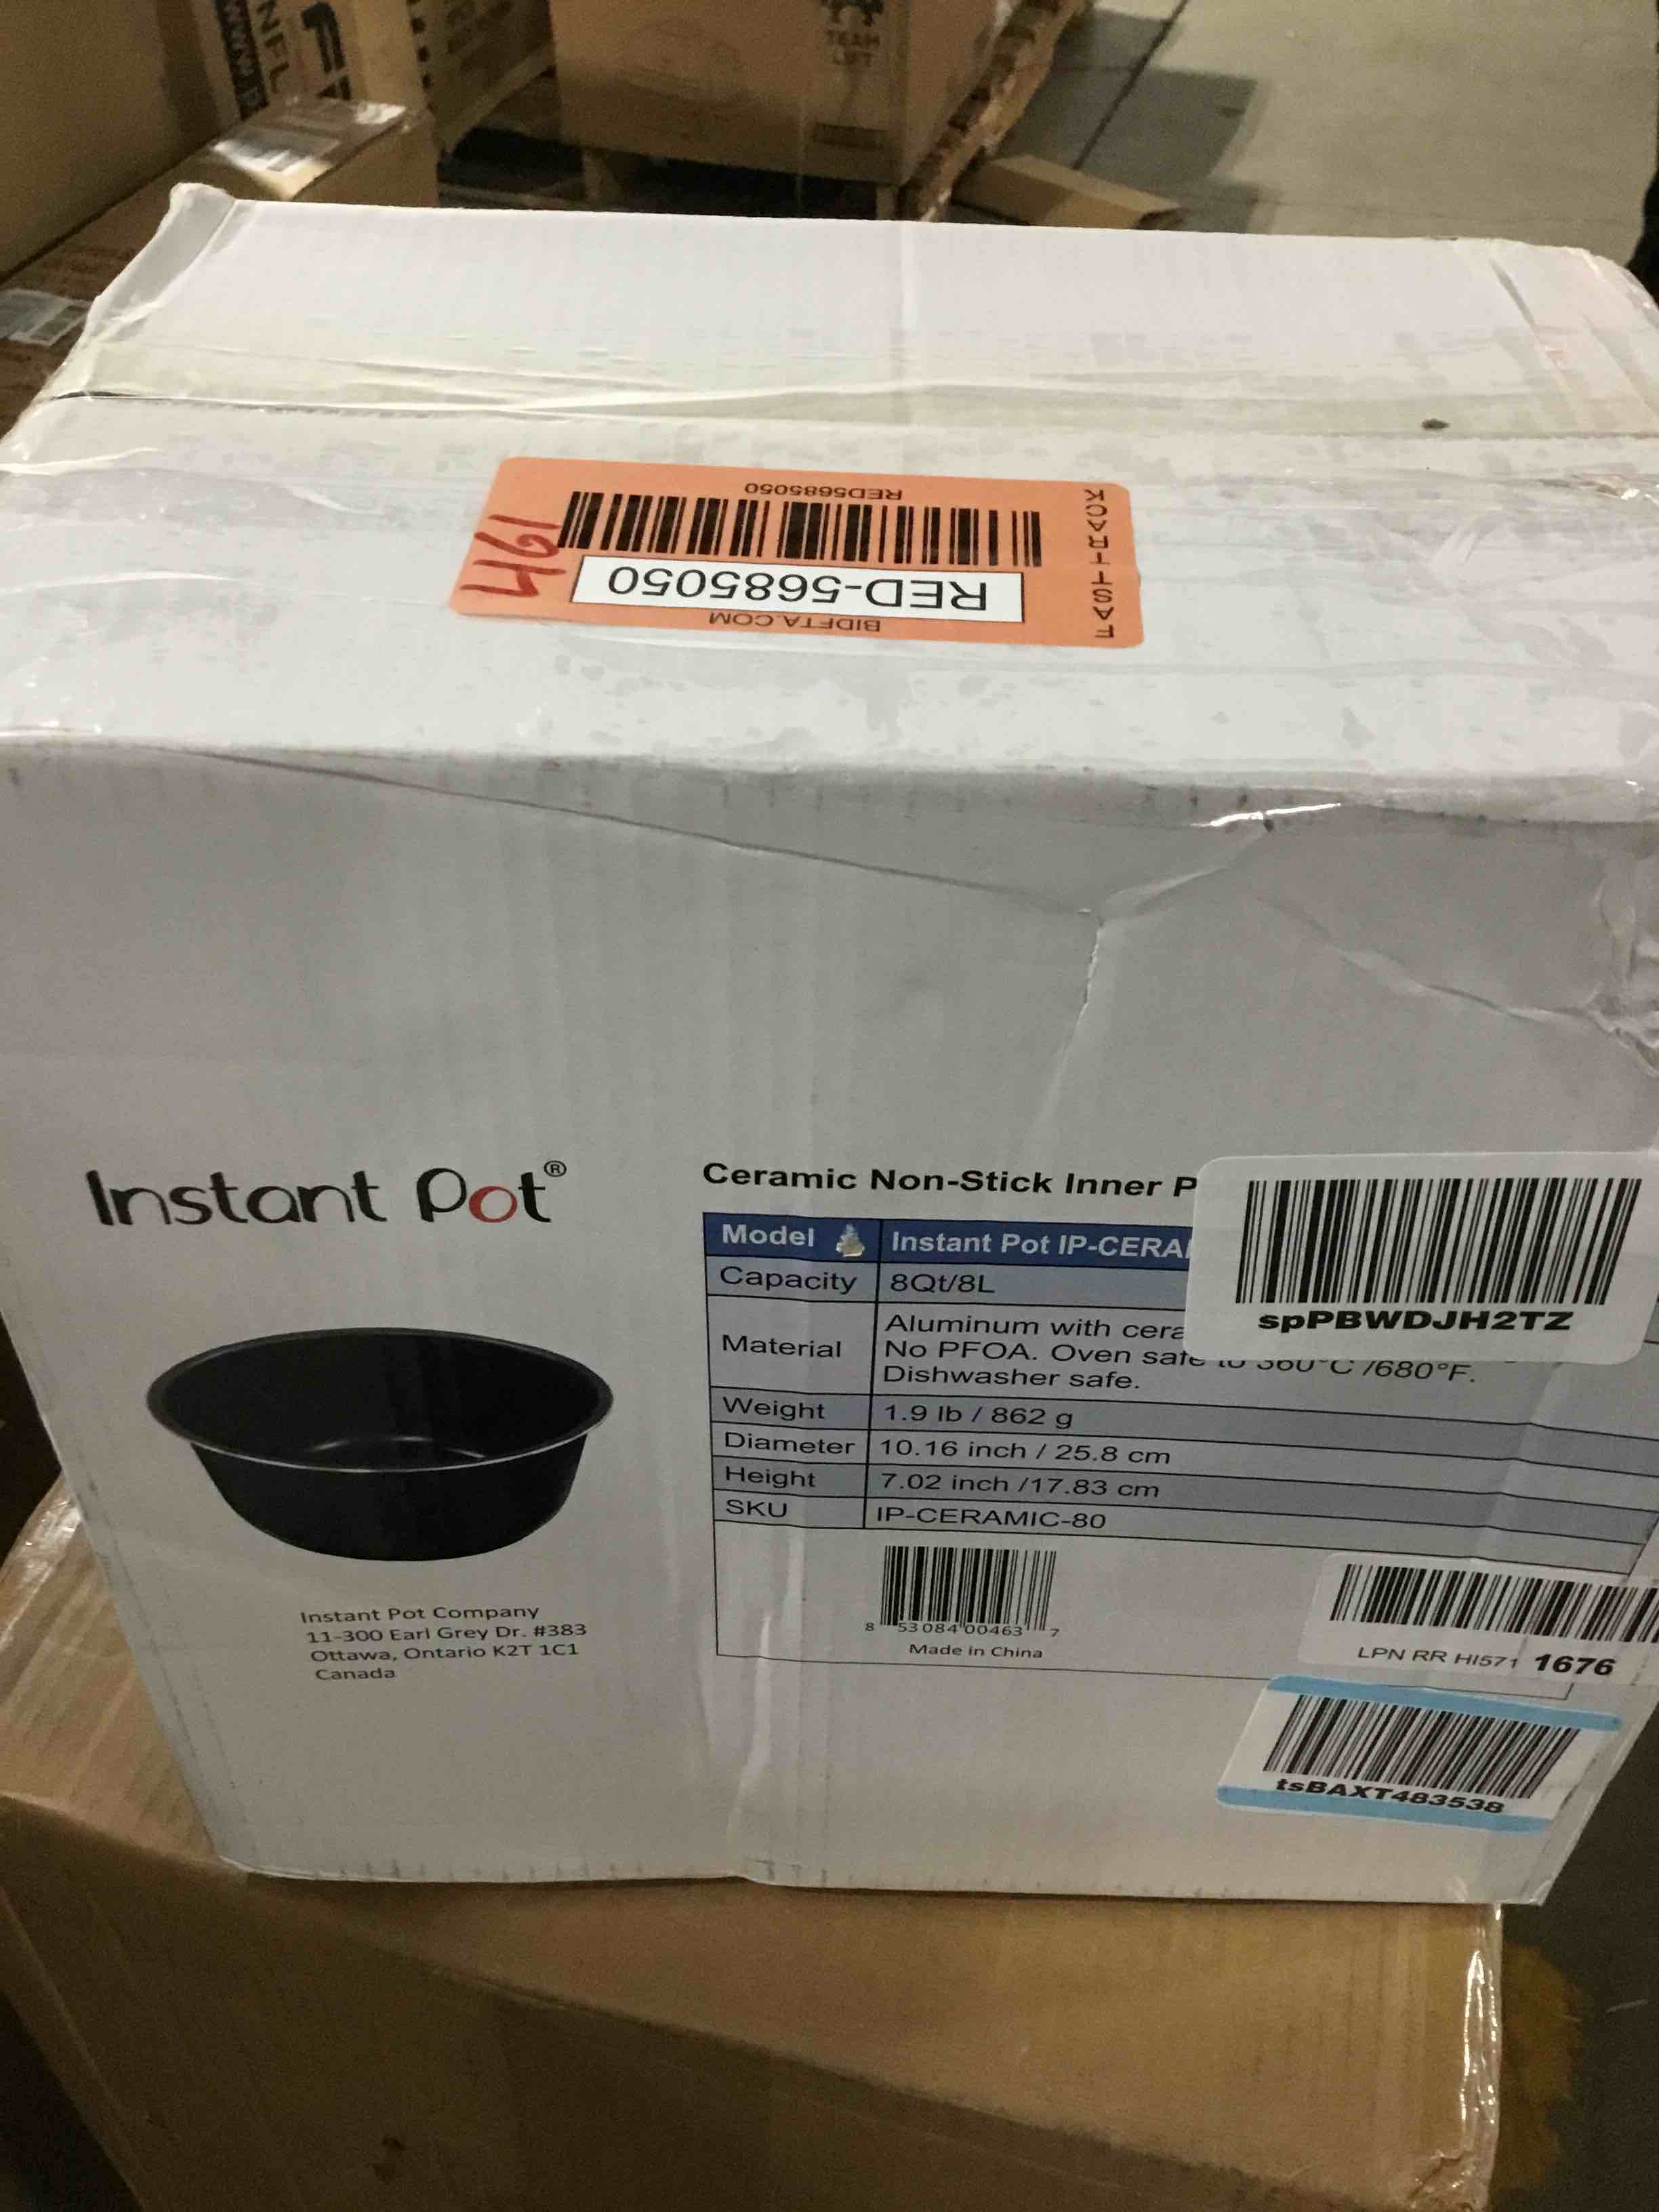 TEAM
LIFT
RED5685050
FASTTRACK
1461
RED-5685050
BIDFTA.COM
Instant Pot®
Ceramic Non-Stick Inner P
Model Instant Pot IP-CERA
Capacity 8Qt/8L
Material Aluminum with cera
No PFOA. Oven safe to 360°C /680°F.
Dishwasher safe.
Weight 1.9 lb / 862 g
Diameter 10.16 inch / 25.8 cm
Height 7.02 inch /17.83 cm
SKU IP-CERAMIC-80
8 53084 00463 7
Made in China
spPBWDJH2TZ
LPN RR HI571 1676
tsBAXT483538
Instant Pot Company
11-300 Earl Grey Dr. #383
Ottawa, Ontario K2T 1C1
Canada